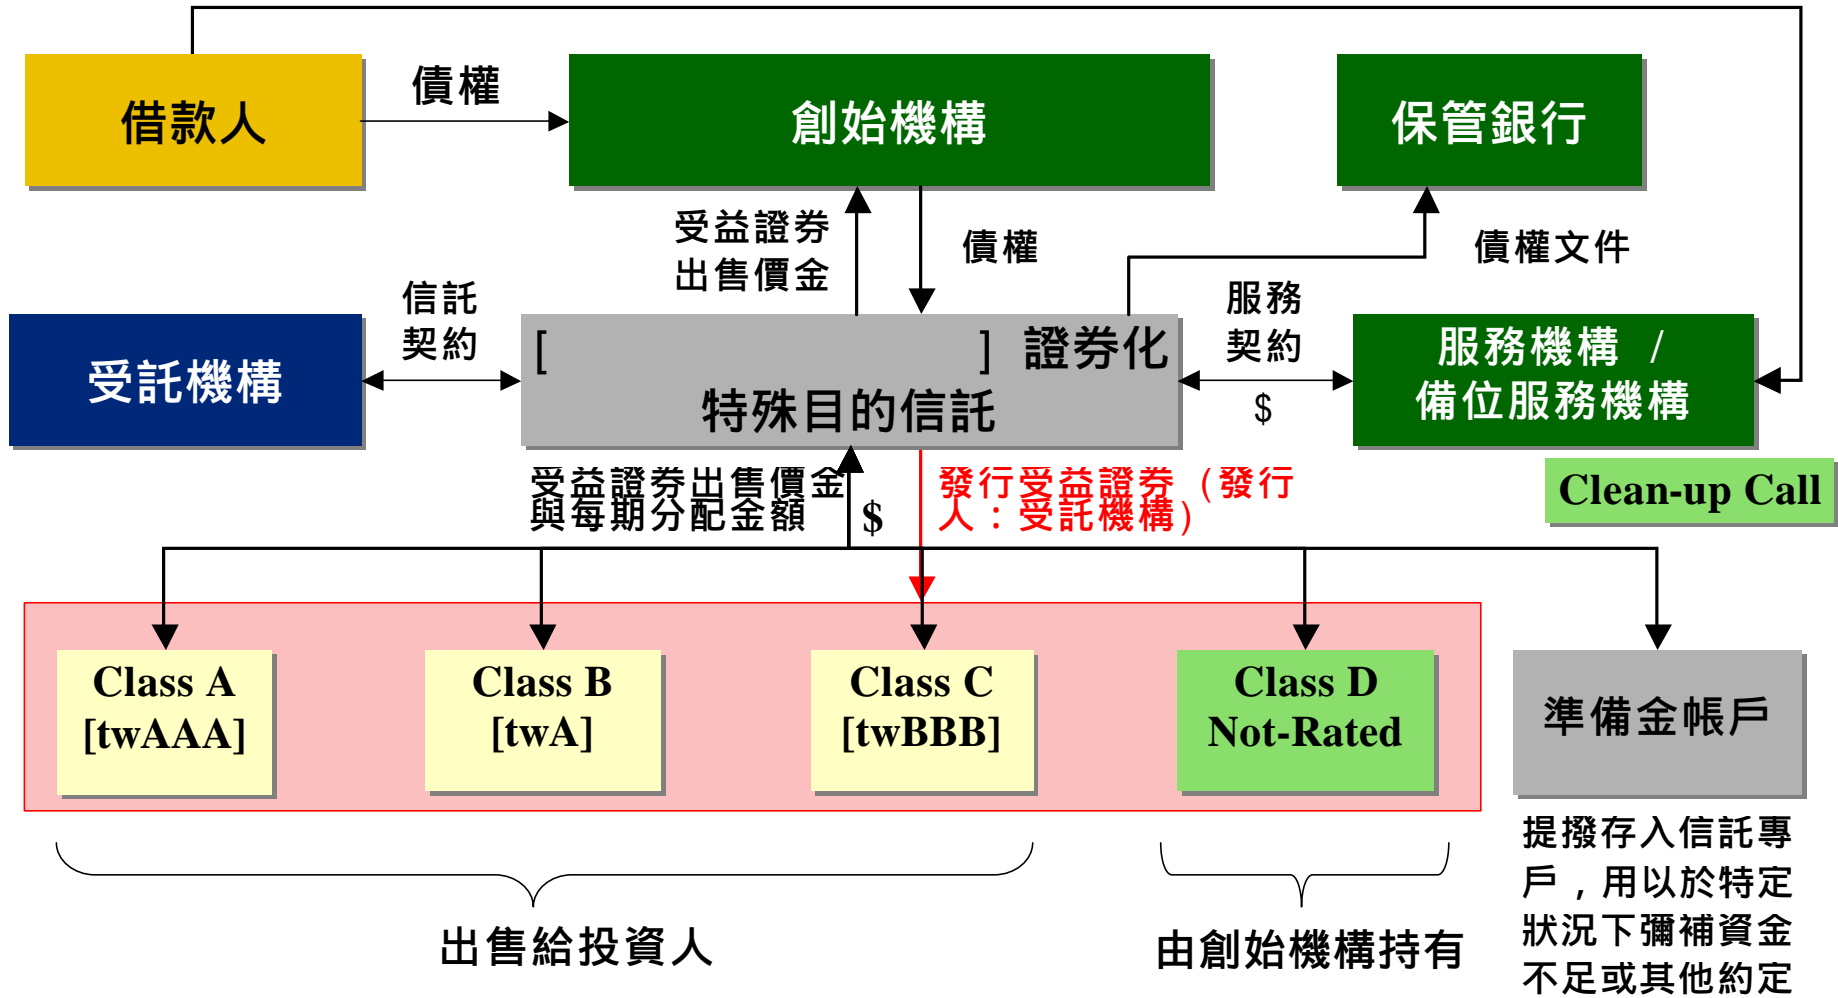 借款人
債權
創始機構
保管銀行
受益證券
出售價金
債權
債權文件
受託機構
信託
契約
[ ] 證券化
特殊目的信託
服務
契約
$
服務機構 /
備位服務機構
Clean-up Call
受益證券出售價金
與每期分配金額
$
發行受益證券 (發行
人：受託機構)
Class A
[twAAA]
Class B
[twA]
Class C
[twBBB]
Class D
Not-Rated
準備金帳戶
出售給投資人
由創始機構持有
提撥存入信託專
戶，用以於特定
狀況下彌補資金
不足或其他約定